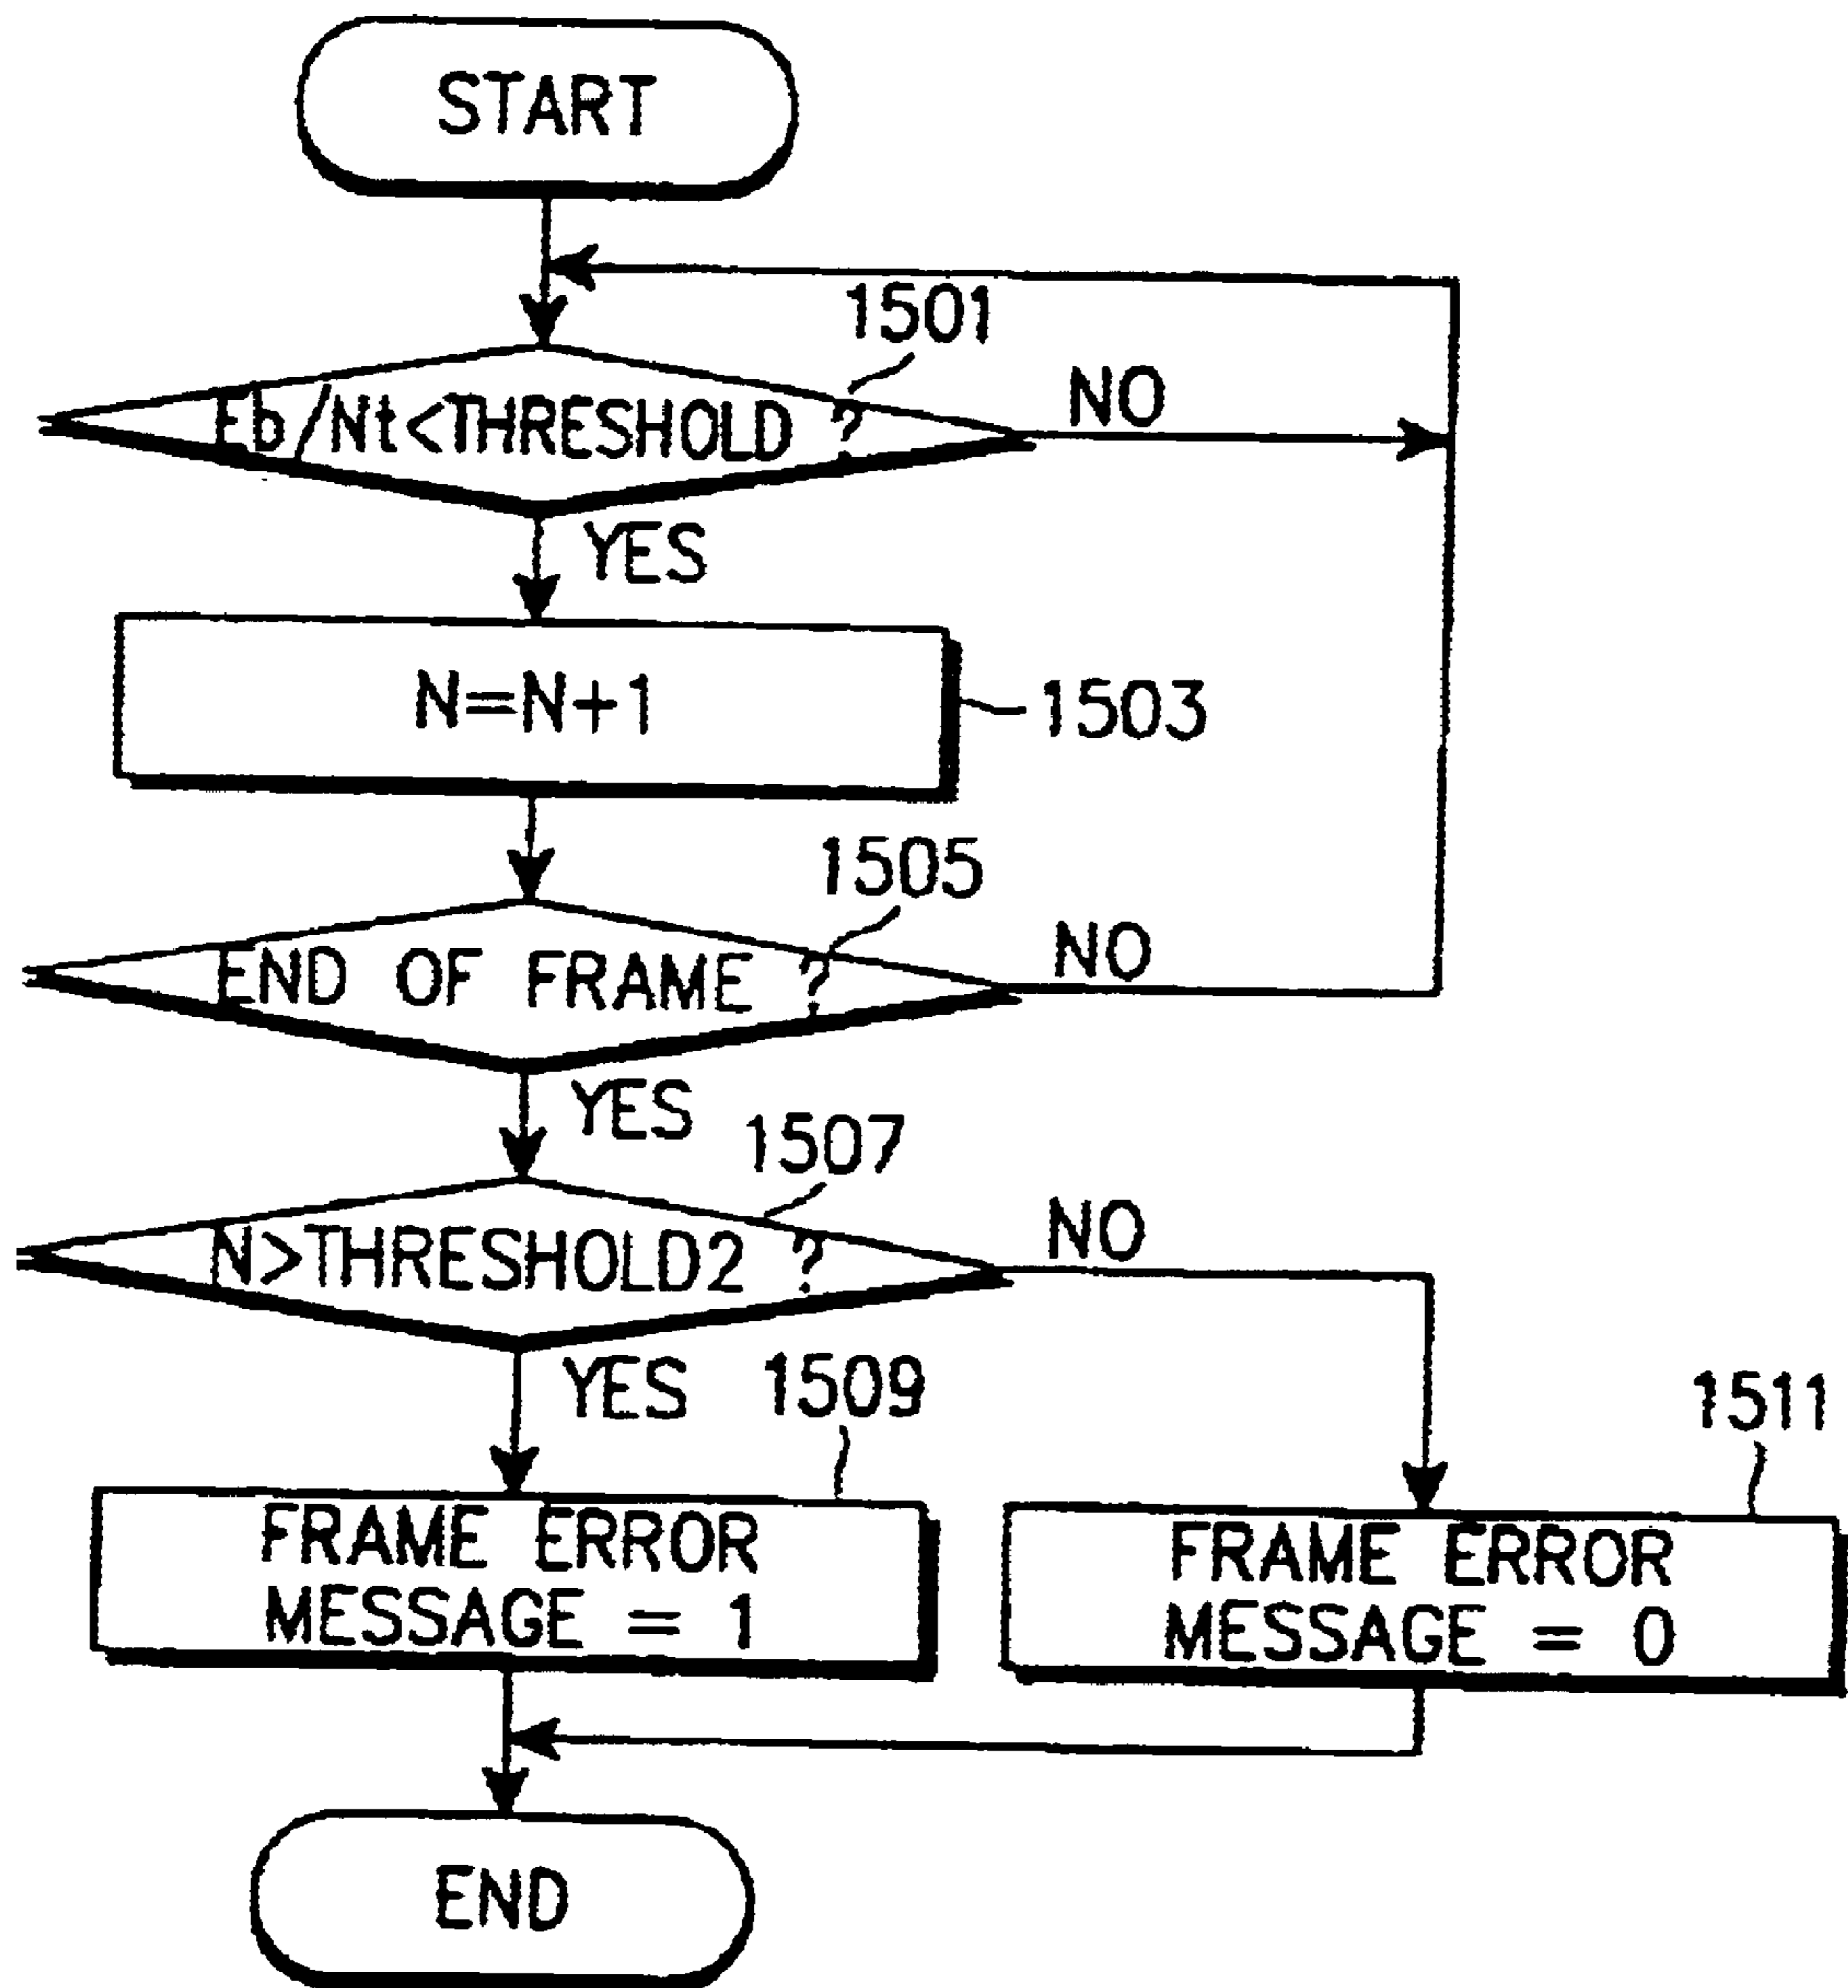 START
1501
Eb/Nt<THRESHOLD ?
NO
YES
N=N+1
1503
1505
END OF FRAME ?
NO
YES
1507
N>THRESHOLD2 ?
NO
YES
1509
1511
FRAME ERROR
MESSAGE = 1
FRAME ERROR
MESSAGE = 0
END